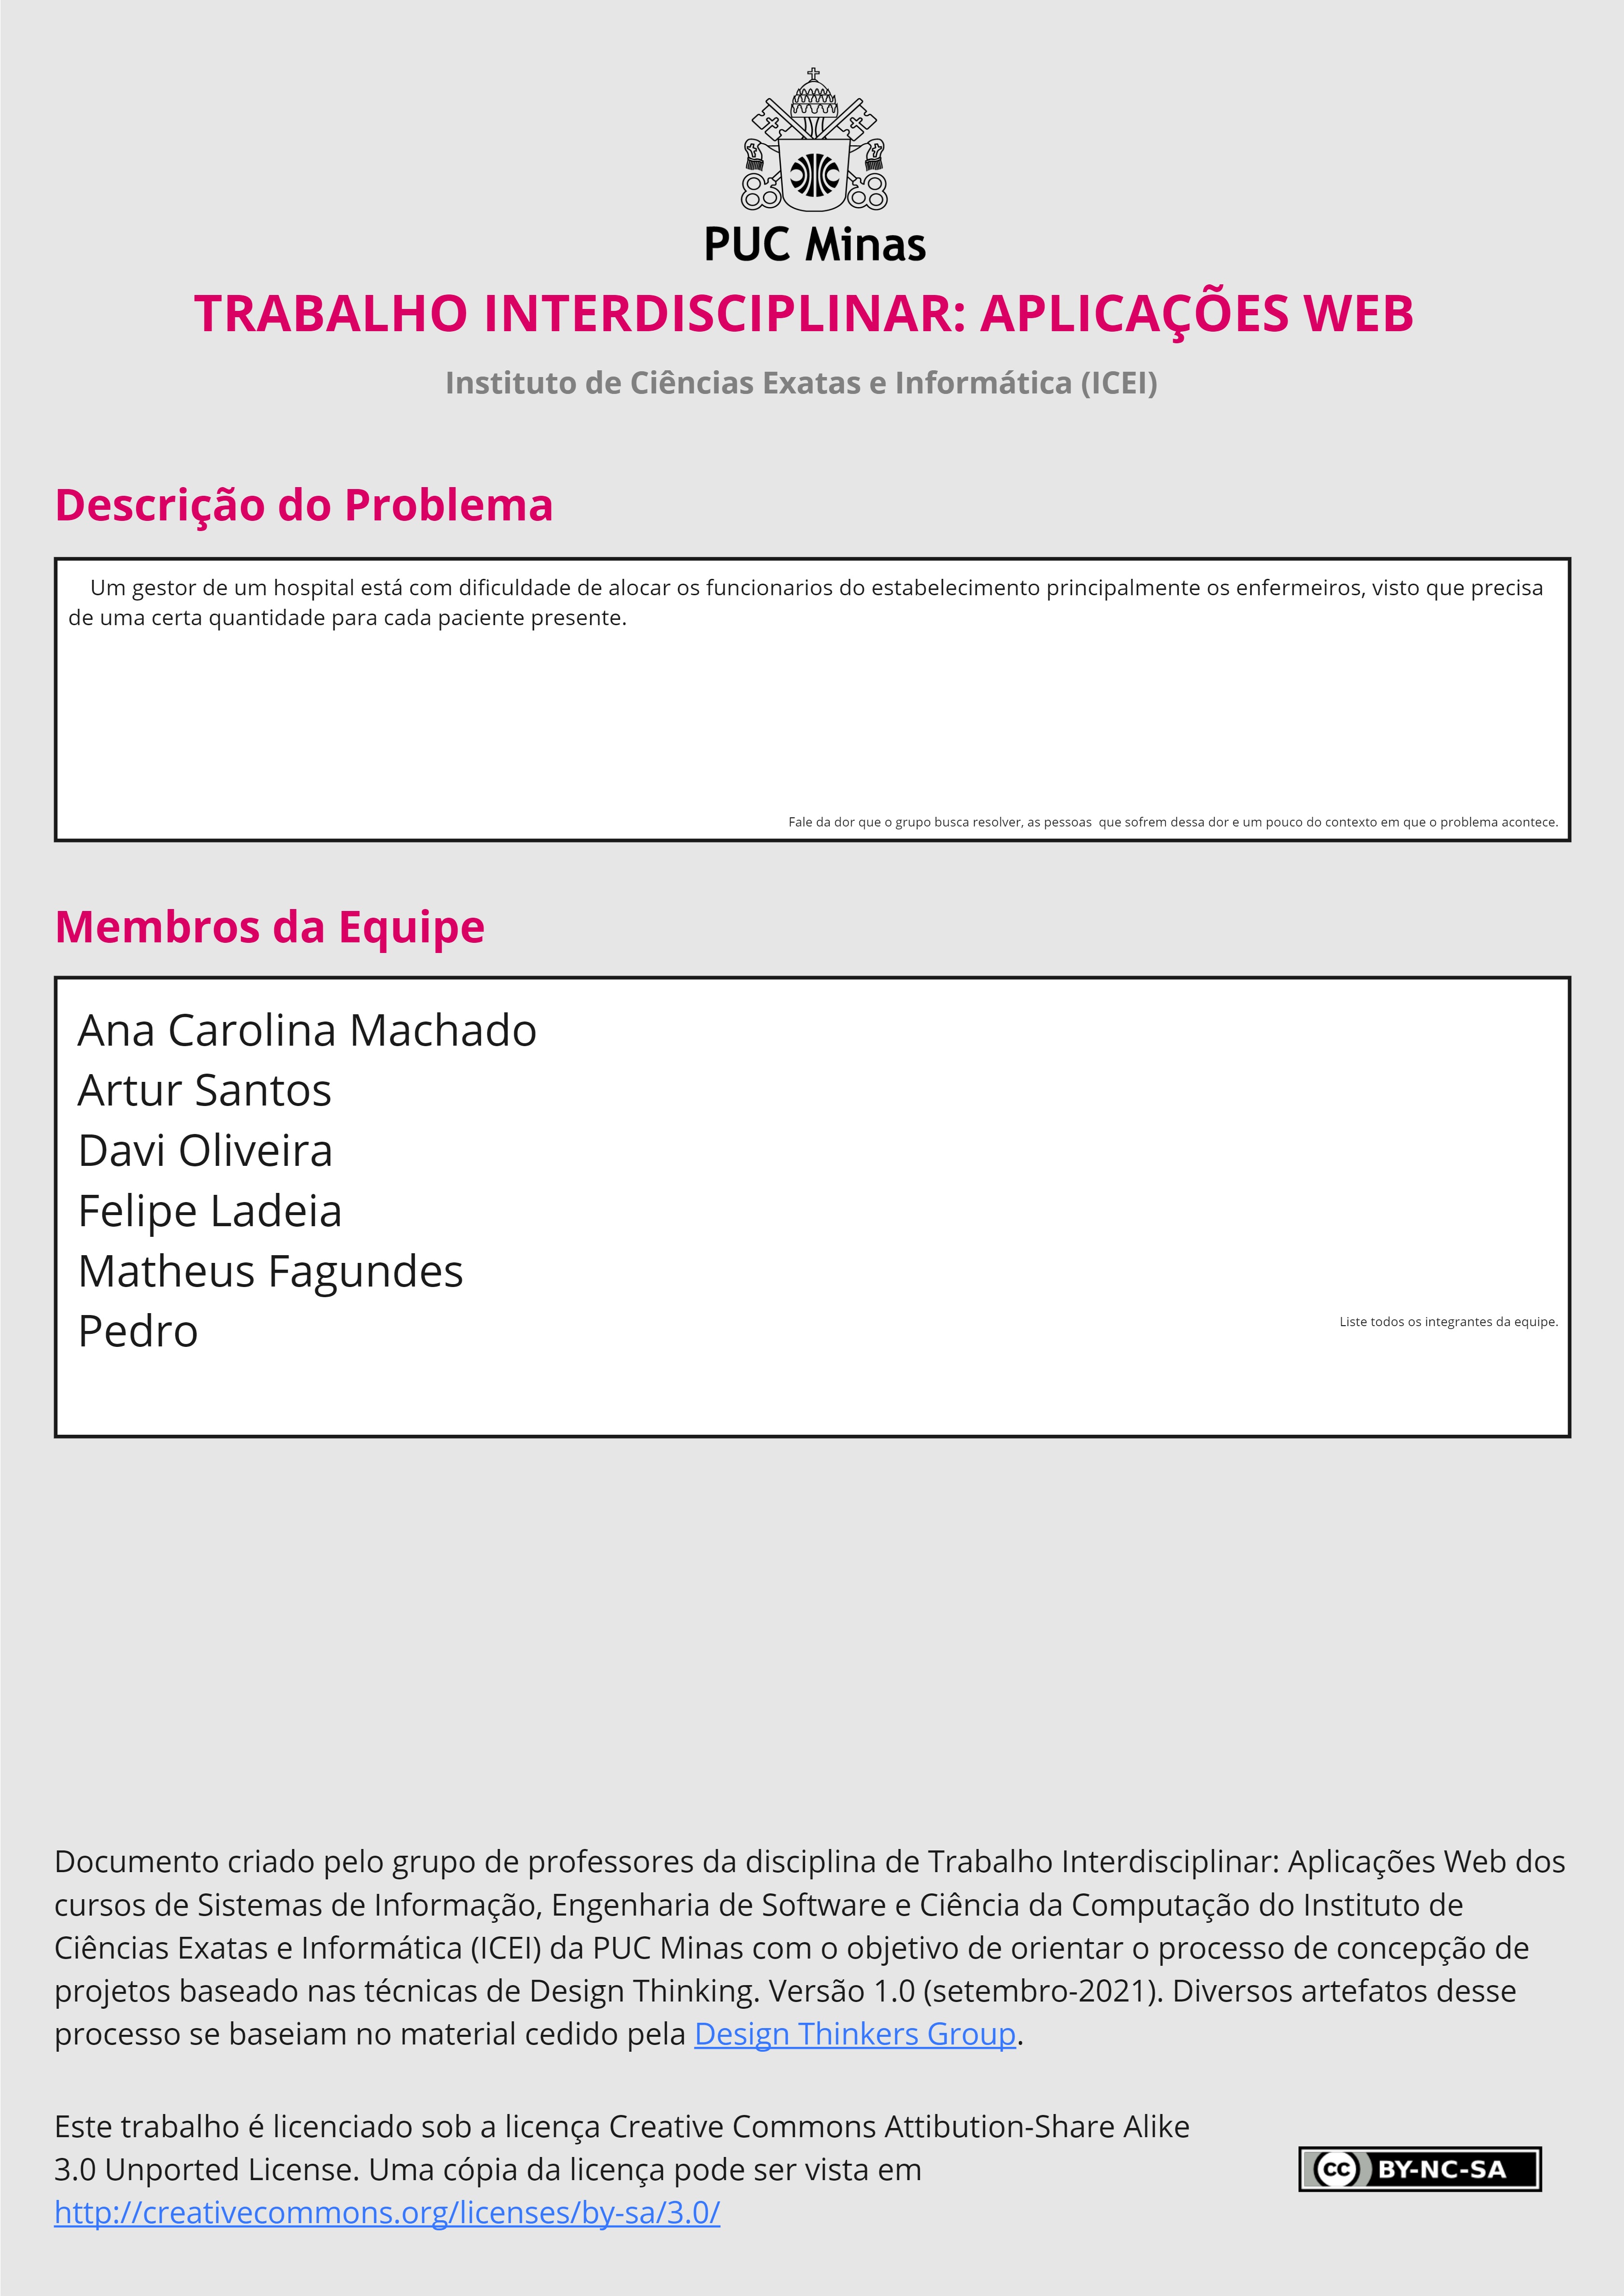 PUC Minas
TRABALHO INTERDISCIPLINAR: APLICAÇÕES WEB
Instituto de Ciências Exatas e Informática (ICEI)
Descrição do Problema
Um gestor de um hospital está com dificuldade de alocar os funcionarios do estabelecimento principalmente os enfermeiros, visto que precisa
de uma certa quantidade para cada paciente presente.
Fale da dor que o grupo busca resolver, as pessoas  que sofrem dessa dor e um pouco do contexto em que o problema acontece.
Membros da Equipe
Ana Carolina Machado
Artur Santos
Davi Oliveira
Felipe Ladeia
Matheus Fagundes
Pedro
Liste todos os integrantes da equipe.
Documento criado pelo grupo de professores da disciplina de Trabalho Interdisciplinar: Aplicações Web dos
cursos de Sistemas de Informação, Engenharia de Software e Ciência da Computação do Instituto de
Ciências Exatas e Informática (ICEI) da PUC Minas com o objetivo de orientar o processo de concepção de
projetos baseado nas técnicas de Design Thinking. Versão 1.0 (setembro-2021). Diversos artefatos desse
processo se baseiam no material cedido pela Design Thinkers Group.
Este trabalho é licenciado sob a licença Creative Commons Attibution-Share Alike
3.0 Unported License. Uma cópia da licença pode ser vista em
http://creativecommons.org/licenses/by-sa/3.0/
cc BY-NC-SA